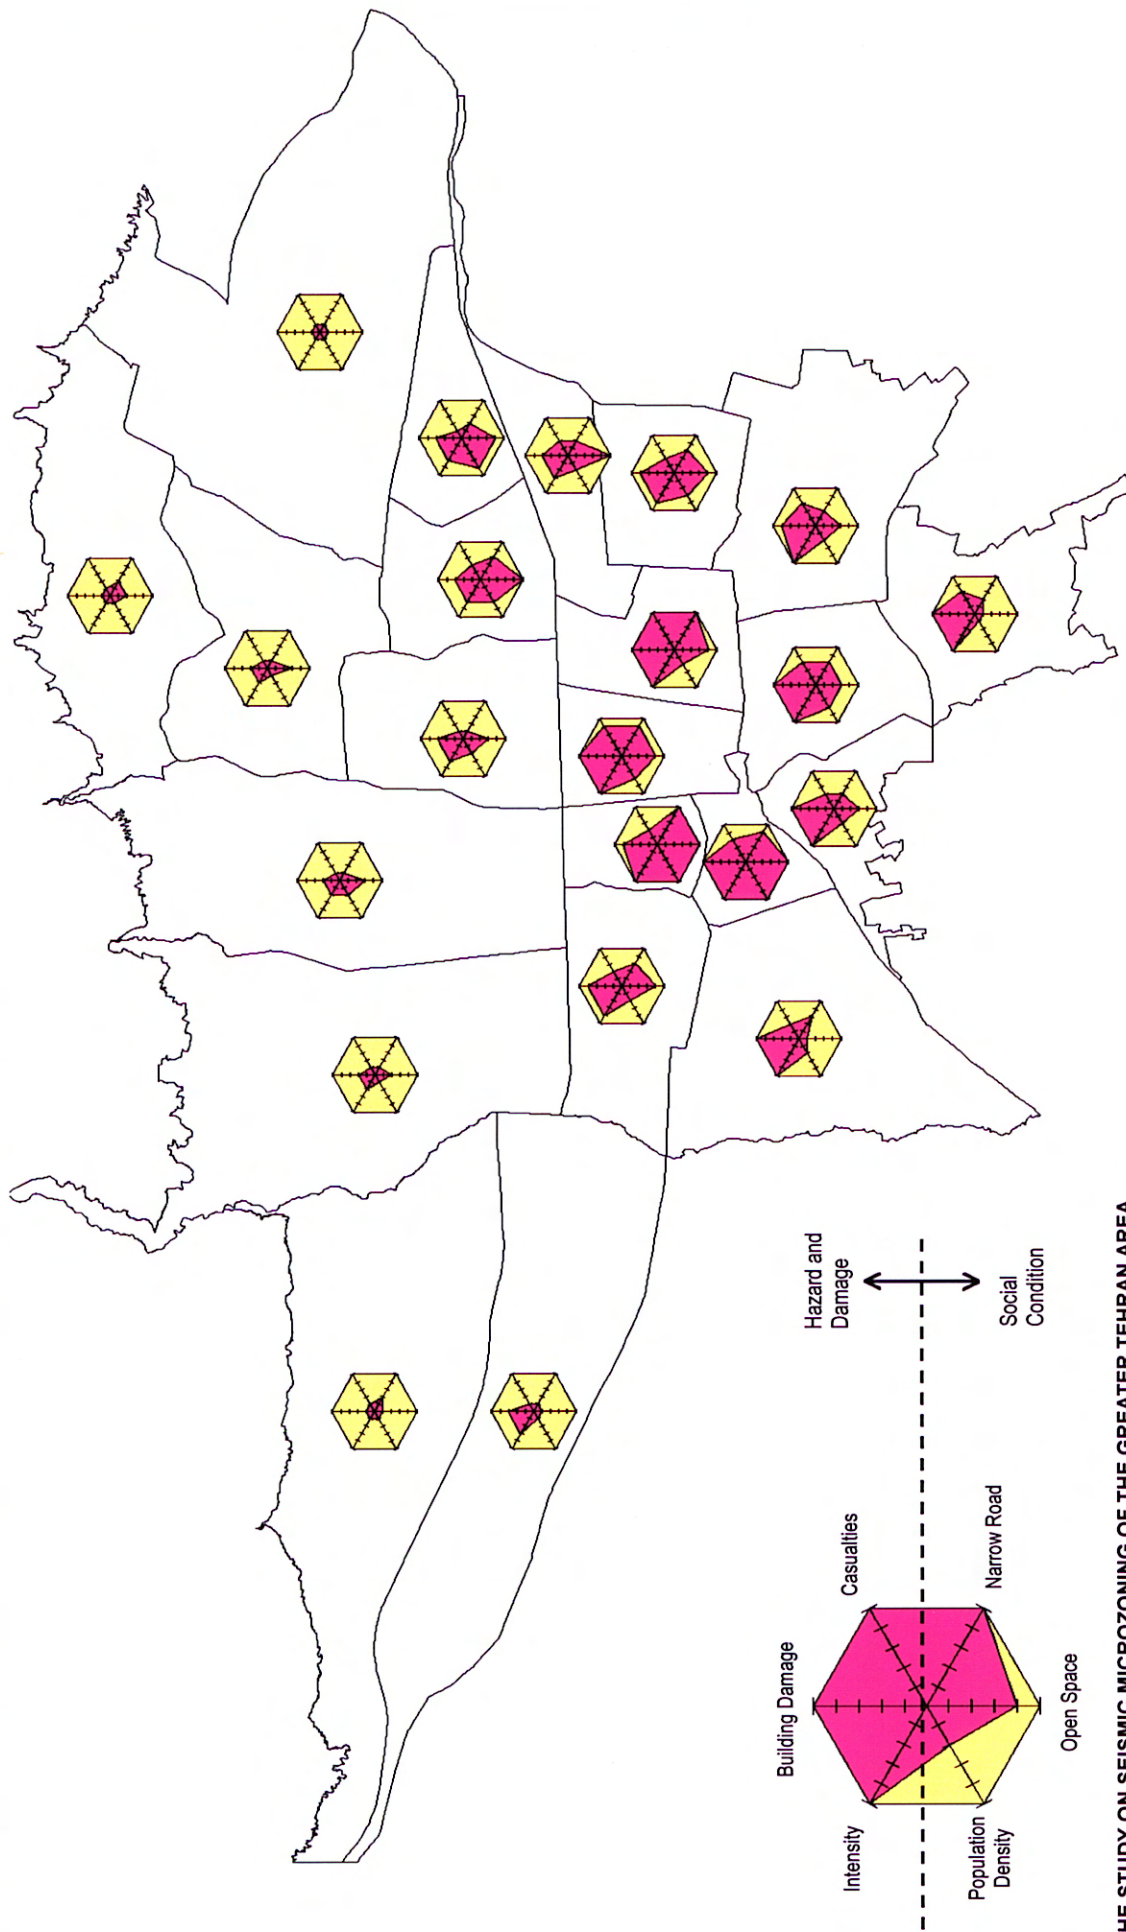 Hazard and
Damage
Social
Condition
Building Damage
Casualties
Intensity
Narrow Road
Population
Density
Open Space
HE STUDY ON SEISMIC MICROZONING OF THE GREATER TEHRAN AREA